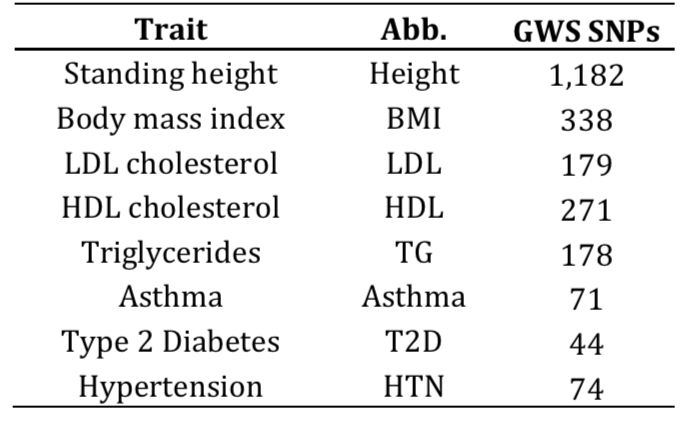 Trait Abb. GWS SNPs
Standing height Height 1,182
Body mass index BMI 338
LDL cholesterol LDL 179
HDL cholesterol HDL 271
Triglycerides TG 178
Asthma Asthma 71
Type 2 Diabetes T2D 44
Hypertension HTN 74